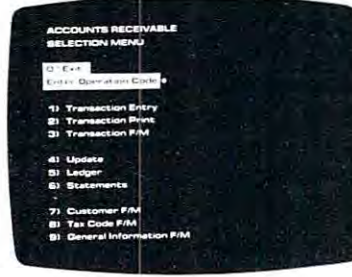 ACCOUNTS RECEIVABLE
SELECTION MENU
0 Exit
Enter Operation Code
1) Transaction Entry
2) Transaction Print
3) Transaction F/M
4) Update
5) Ledger
6) Statements
7) Customer F/M
8) Tax Code F/M
9) General Information F/M